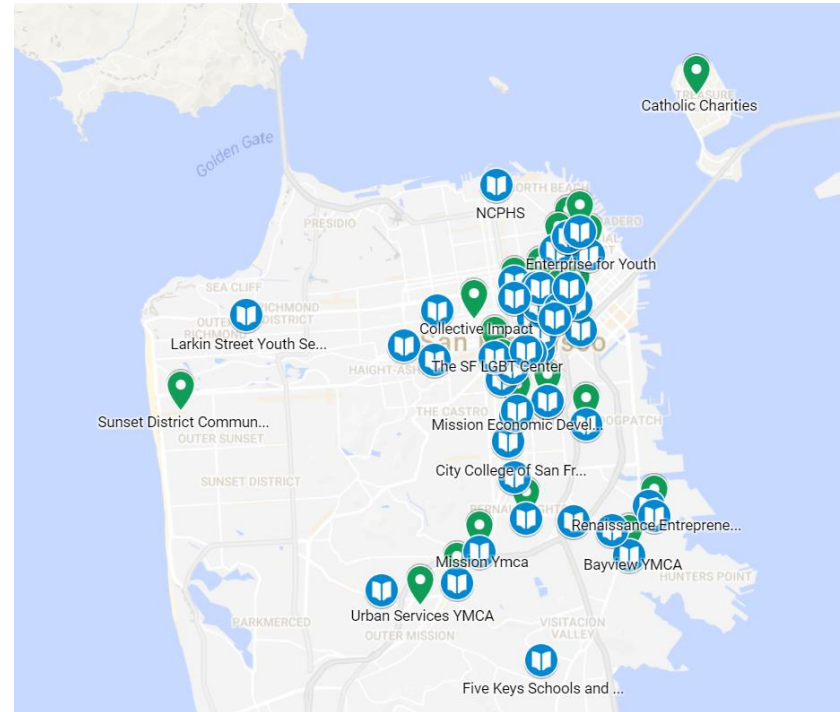 Golden Gate
TREASURE
Catholic Charities
NORTH BEACH
NCPHS
PRESIDIO
Enterprise for Youth
SEA CLIFF
RICHMOND
DISTRICT
OUTER
RICHMOND
Larkin Street Youth Se...
Collective Impact
The SF LGBT Center
HAIGHT-ASH
Sunset District Commun...
OUTER SUNSET
THE CASTRO
Mission Economic Devel...
DOGPATCH
City College of San Fr...
SUNSET DISTRICT
Renaissance Entreprene...
Mission Ymca
Bayview YMCA
HUNTERS POINT
Urban Services YMCA
PARKMERCED
OUTER MISSION
VISITACION
VALLEY
Five Keys Schools and ...